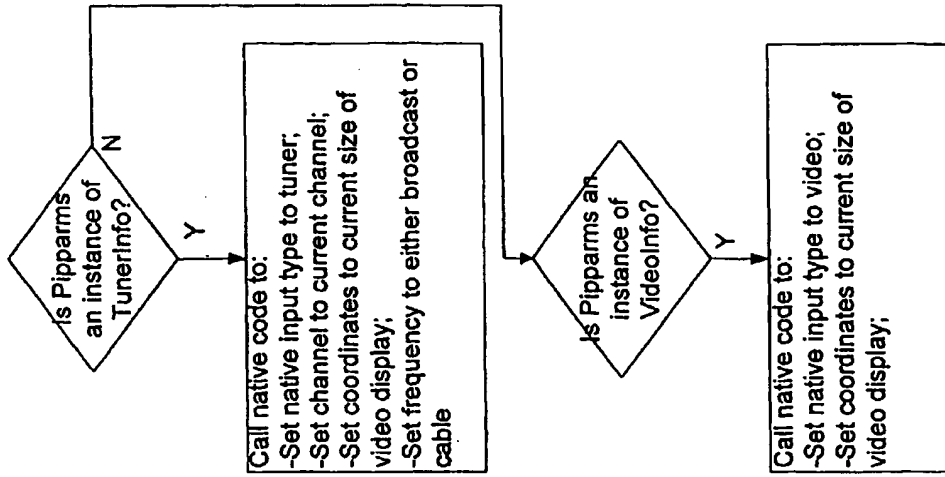 Is Pipparms
an instance of
TunerInfo?
N
Y
Call native code to:
-Set native input type to tuner;
-Set channel to current channel;
-Set coordinates to current size of
video display;
-Set frequency to either broadcast or
cable
Is Pipparms an
instance of
VideoInfo?
Y
Call native code to:
-Set native input type to video;
-Set coordinates to current size of
video display;